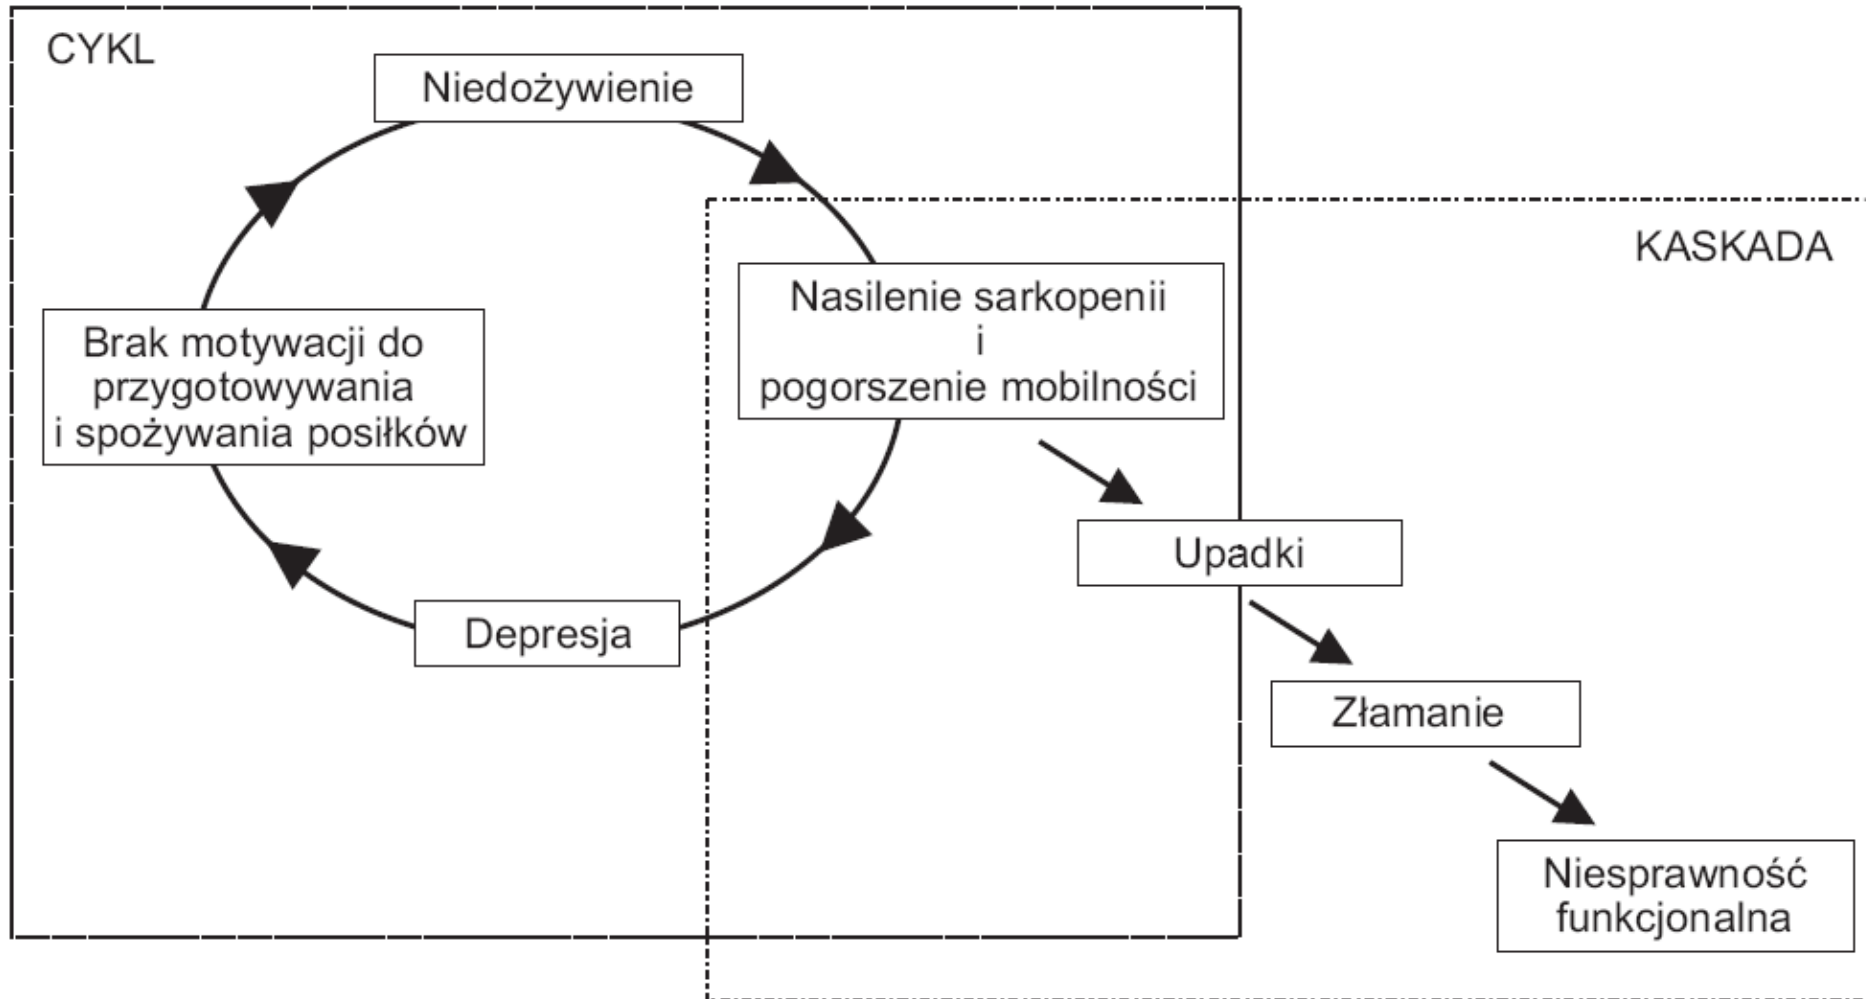 CYKL
Niedożywienie
KASKADA
Nasilenie sarkopenii
i
pogorszenie mobilności
Brak motywacji do
przygotowywania
i spożywania posiłków
Upadki
Depresja
Złamanie
Niesprawność
funkcjonalna